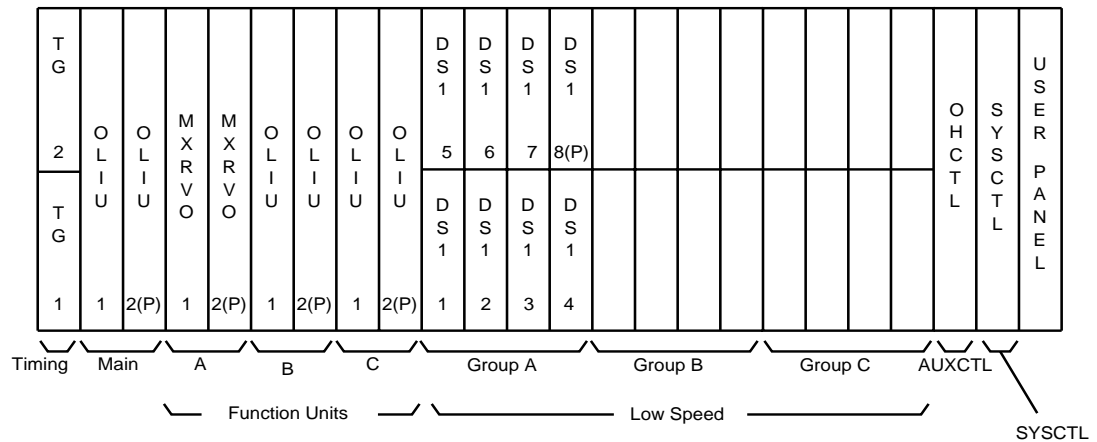 TG 2
TG 1
OLIU 1
OLIU 2(P)
MXRVO 1
MXRVO 2(P)
OLIU 1
OLIU 2(P)
OLIU 1
OLIU 2(P)
DS1 5
DS1 6
DS1 7
DS1 8(P)
DS1 1
DS1 2
DS1 3
DS1 4
OHCTL
SYSCTL
USER PANEL
Timing Main A B C Group A Group B Group C AUXCTL
Function Units Low Speed
SYSCTL